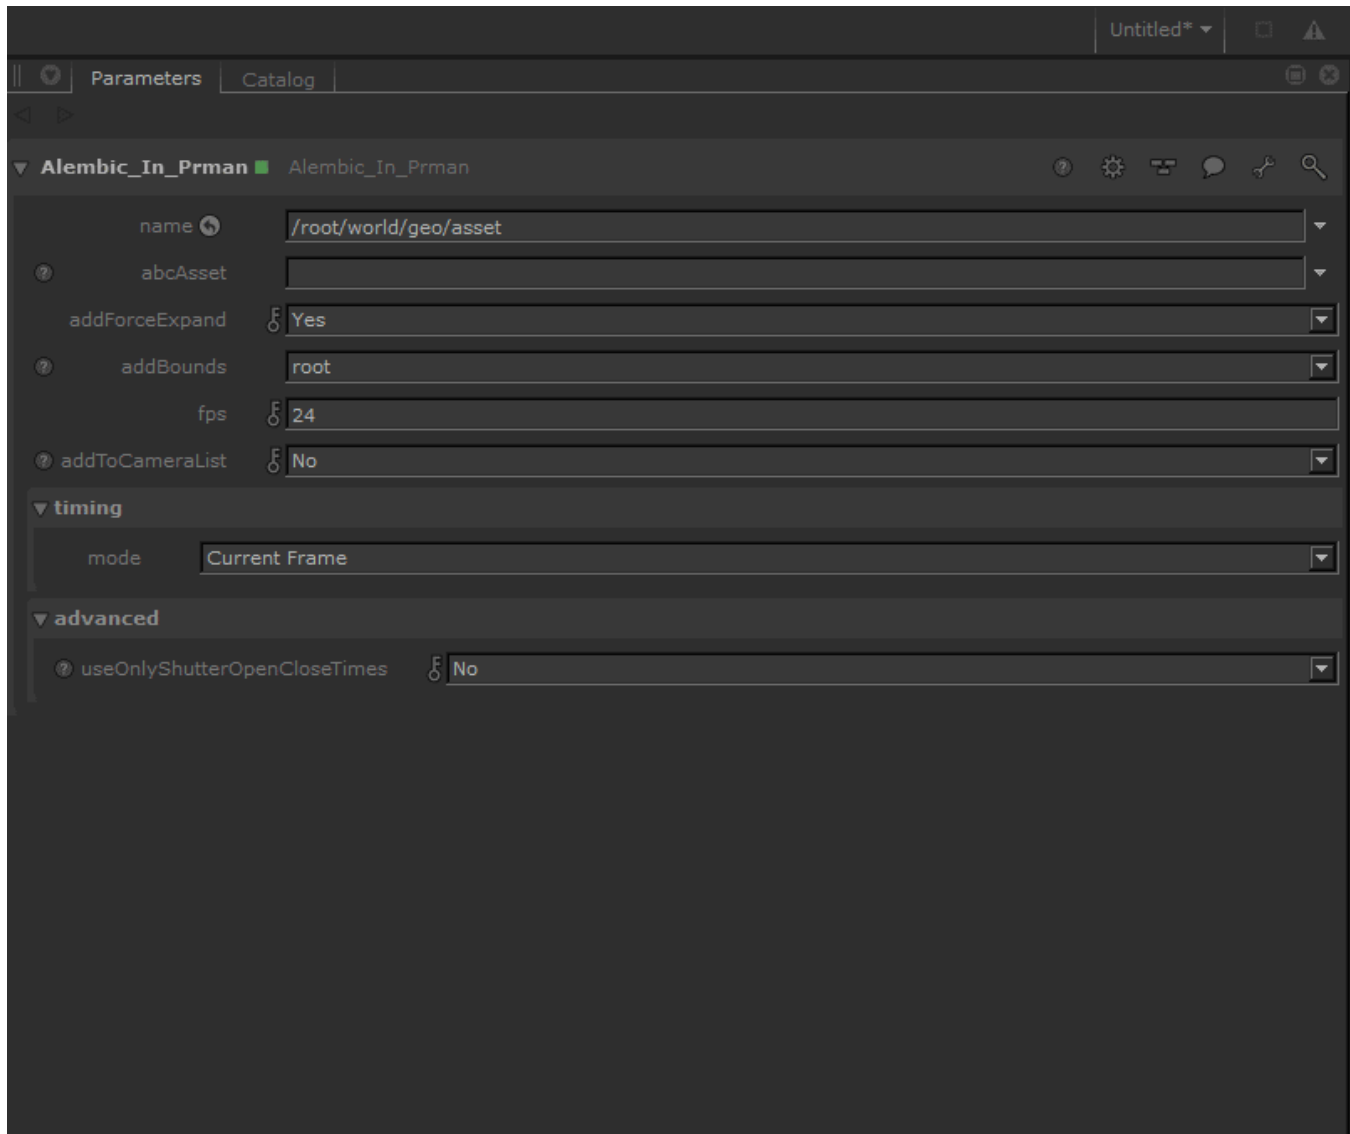 Untitled*
Parameters Catalog
Alembic_In_Prman Alembic_In_Prman
name /root/world/geo/asset
abcAsset
addForceExpand Yes
addBounds root
fps 24
addToCameraList No
timing
mode Current Frame
advanced
useOnlyShutterOpenCloseTimes No